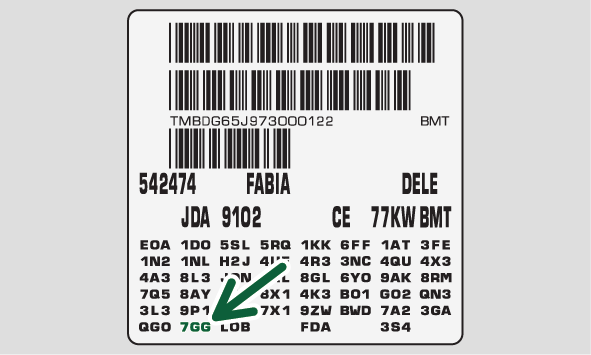 TMBDG65J973000122 BMT
542474 FABIA DELE
JDA 9102 CE 77KW BMT
EOA 1DO 5SL 5RQ 1KK 6FF 1AT 3FE
1N2 1NL H2J 4R3 3NC 4QU 4X3
4A3 8L3 8GL 6YO 9AK 8RM
7Q5 8AY 4K3 BO1 GO2 QN3
3L3 9P1 7X1 9ZW BWD 7A2 3GA
QGO 7GG LOB FDA 3S4